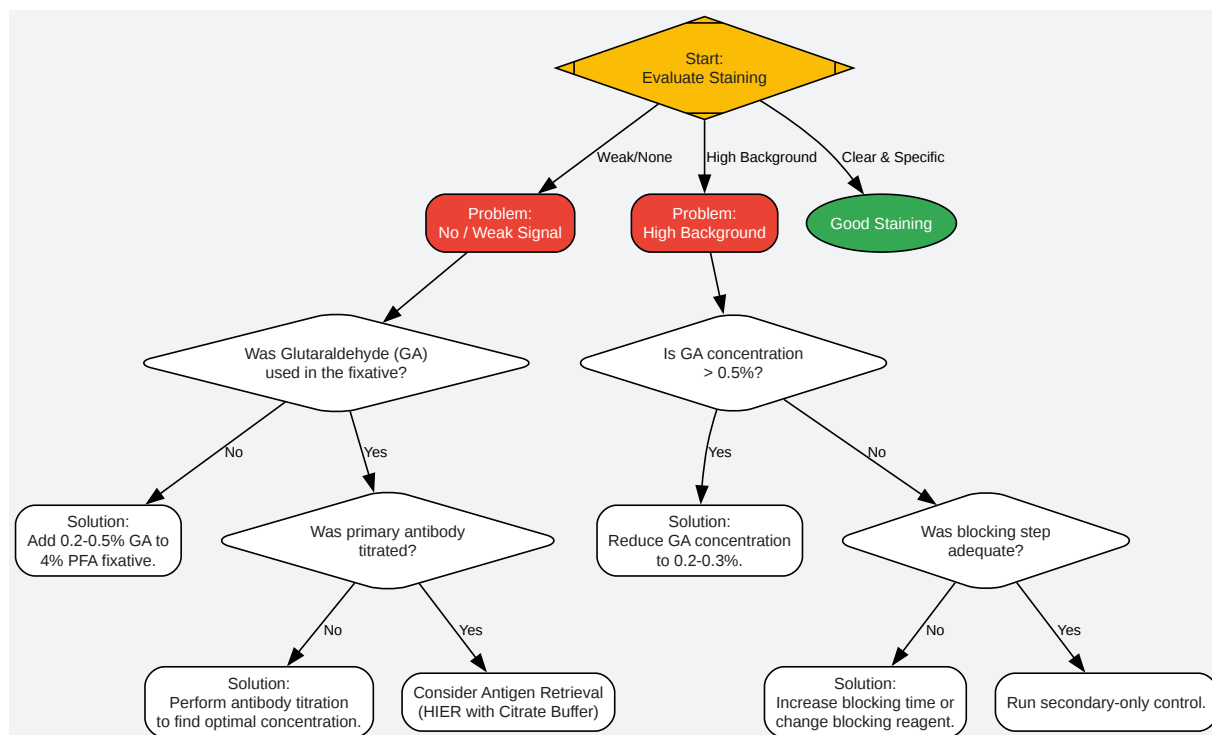 Start:
Evaluate Staining
Weak/None
High Background
Clear & Specific
Problem:
No / Weak Signal
Problem:
High Background
Good Staining
Was Glutaraldehyde (GA)
used in the fixative?
Is GA concentration
> 0.5%?
No
Yes
Yes
No
Solution:
Add 0.2-0.5% GA to
4% PFA fixative.
Was primary antibody
titrated?
Solution:
Reduce GA concentration
to 0.2-0.3%.
Was blocking step
adequate?
No
Yes
No
Yes
Solution:
Perform antibody titration
to find optimal concentration.
Consider Antigen Retrieval
(HIER with Citrate Buffer)
Solution:
Increase blocking time or
change blocking reagent.
Run secondary-only control.